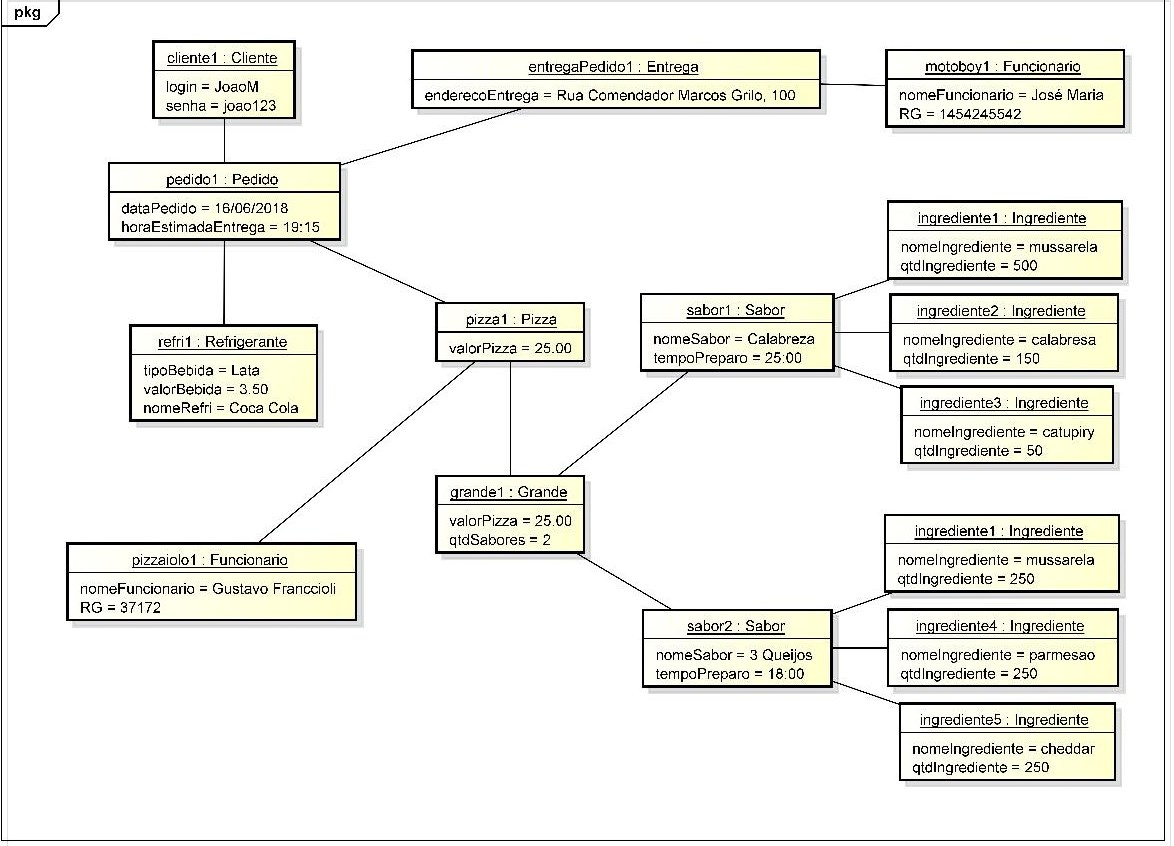 pkg
cliente1 : Cliente
login = JoaoM
senha = joao123
entregaPedido1 : Entrega
enderecoEntrega = Rua Comendador Marcos Grilo, 100
motoboy1 : Funcionario
nomeFuncionario = José Maria
RG = 1454245542
pedido1 : Pedido
dataPedido = 16/06/2018
horaEstimadaEntrega = 19:15
refri1 : Refrigerante
tipoBebida = Lata
valorBebida = 3.50
nomeRefri = Coca Cola
pizza1 : Pizza
valorPizza = 25.00
sabor1 : Sabor
nomeSabor = Calabreza
tempoPreparo = 25:00
ingrediente1 : Ingrediente
nomeIngrediente = mussarela
qtdIngrediente = 500
ingrediente2 : Ingrediente
nomeIngrediente = calabresa
qtdIngrediente = 150
ingrediente3 : Ingrediente
nomeIngrediente = catupiry
qtdIngrediente = 50
grande1 : Grande
valorPizza = 25.00
qtdSabores = 2
pizzaiolo1 : Funcionario
nomeFuncionario = Gustavo Franccioli
RG = 37172
sabor2 : Sabor
nomeSabor = 3 Queijos
tempoPreparo = 18:00
ingrediente1 : Ingrediente
nomeIngrediente = mussarela
qtdIngrediente = 250
ingrediente4 : Ingrediente
nomeIngrediente = parmesao
qtdIngrediente = 250
ingrediente5 : Ingrediente
nomeIngrediente = cheddar
qtdIngrediente = 250